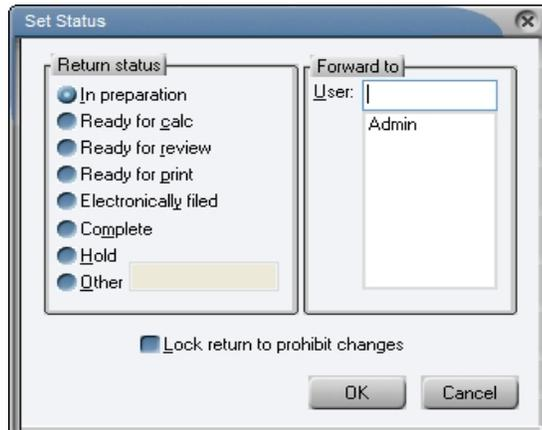 Set Status
Return status
In preparation
Ready for calc
Ready for review
Ready for print
Electronically filed
Complete
Hold
Other
Forward to
User:
Admin
Lock return to prohibit changes
OK
Cancel